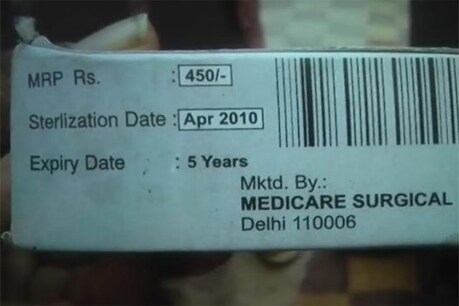 MRP Rs. : 450/-
Sterlization Date : Apr 2010
Expiry Date : 5 Years
Mktd. By.:
MEDICARE SURGICAL
Delhi 110006